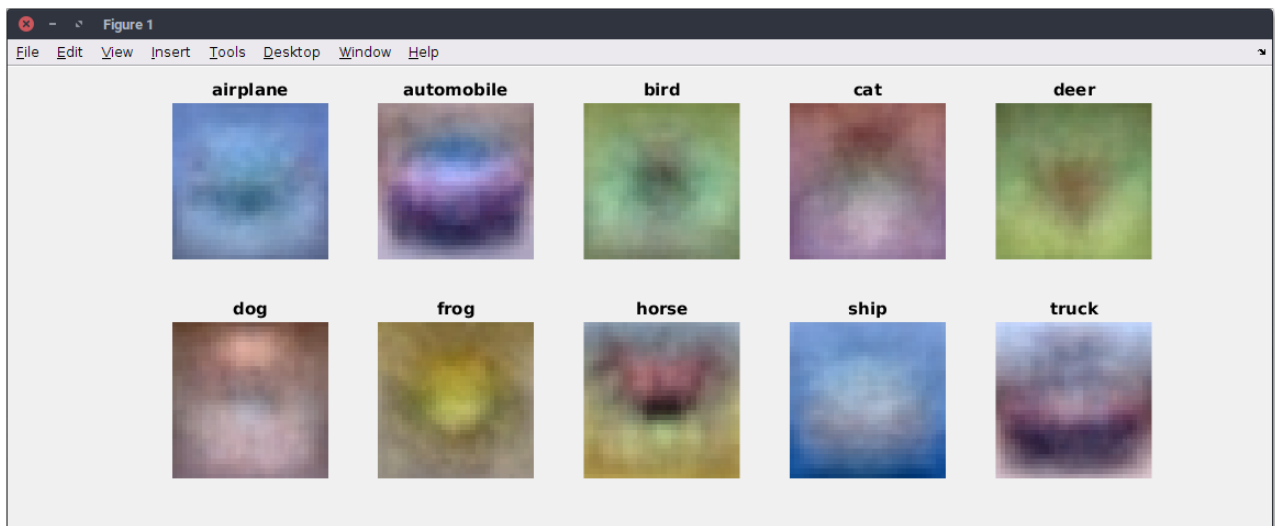 Figure 1
File Edit View Insert Tools Desktop Window Help
airplane automobile bird cat deer
dog frog horse ship truck